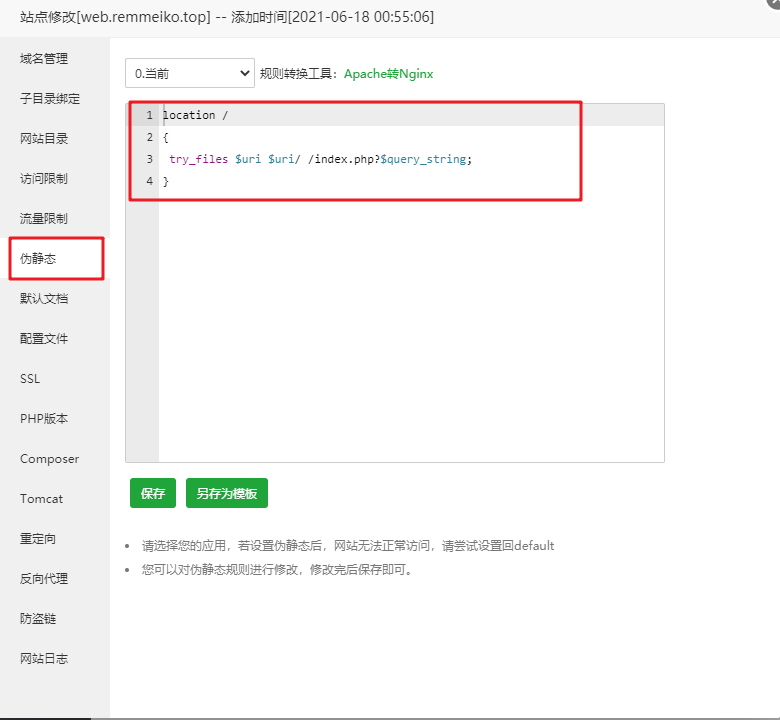 站点修改[web.remmeiko.top] -- 添加时间[2021-06-18 00:55:06]
域名管理
子目录绑定
网站目录
访问限制
流量限制
伪静态
默认文档
配置文件
SSL
PHP版本
Composer
Tomcat
重定向
反向代理
防盗链
网站日志
0.当前 规则转换工具：Apache转Nginx
1 location /
2 {
3 try_files $uri $uri/ /index.php?$query_string;
4 }
保存 另存为模板
请选择您的应用，若设置伪静态后，网站无法正常访问，请尝试设置回default
您可以对伪静态规则进行修改，修改完后保存即可。